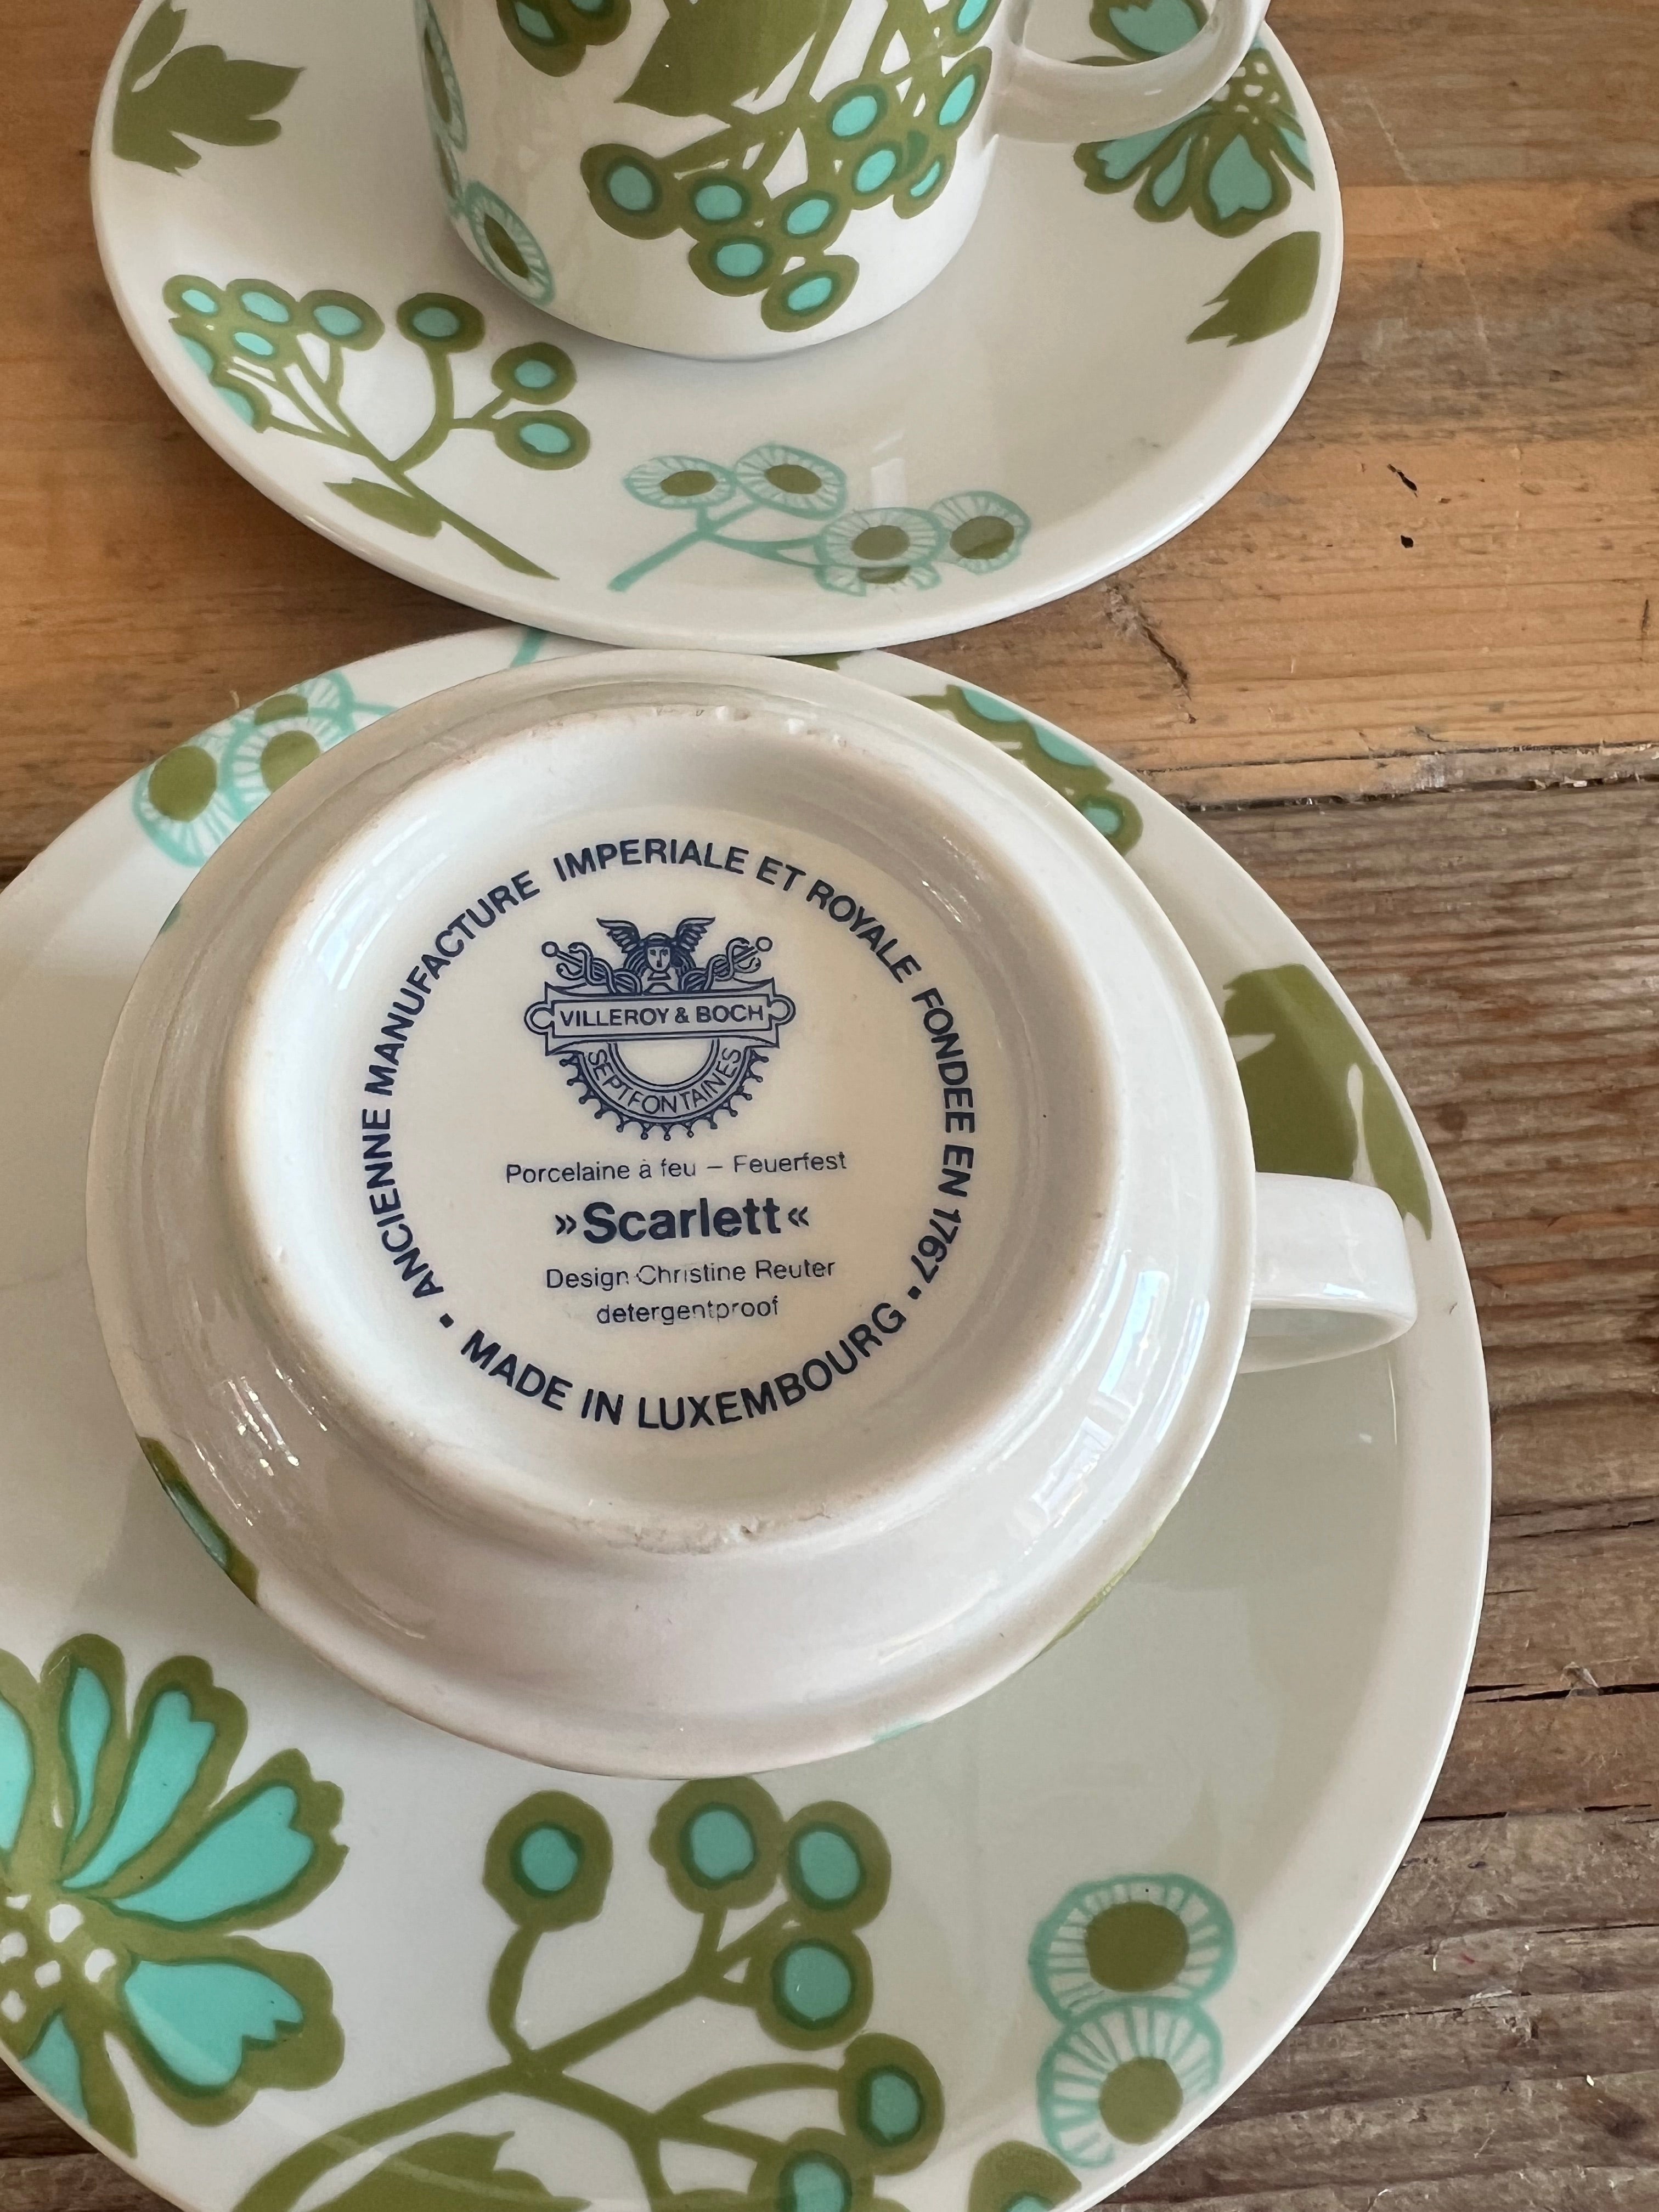 ANCIENNE MANUFACTURE IMPERIALE ET ROYALE FONDEE EN 1767 •
VILLEROY & BOCH
SEPTFONTAINES
Porcelaine à feu – Feuerfest
»Scarlett«
Design Christine Reuter
detergentproof
• MADE IN LUXEMBOURG